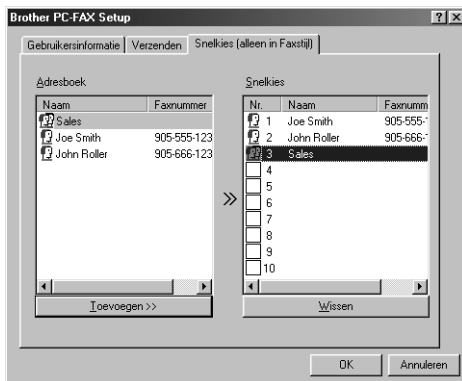 Brother PC-FAX Setup
Gebruikersinformatie Verzenden Snelkies (alleen in Faxstijl)
Adresboek
Naam Faxnummer
Sales
Joe Smith 905-555-123
John Roller 905-666-123
Toevoegen >>
Snelkies
Nr. Naam Faxnumm
1 Joe Smith 905-555-
2 John Roller 905-666-
3 Sales
4
5
6
7
8
9
10
Wissen
OK Annuleren